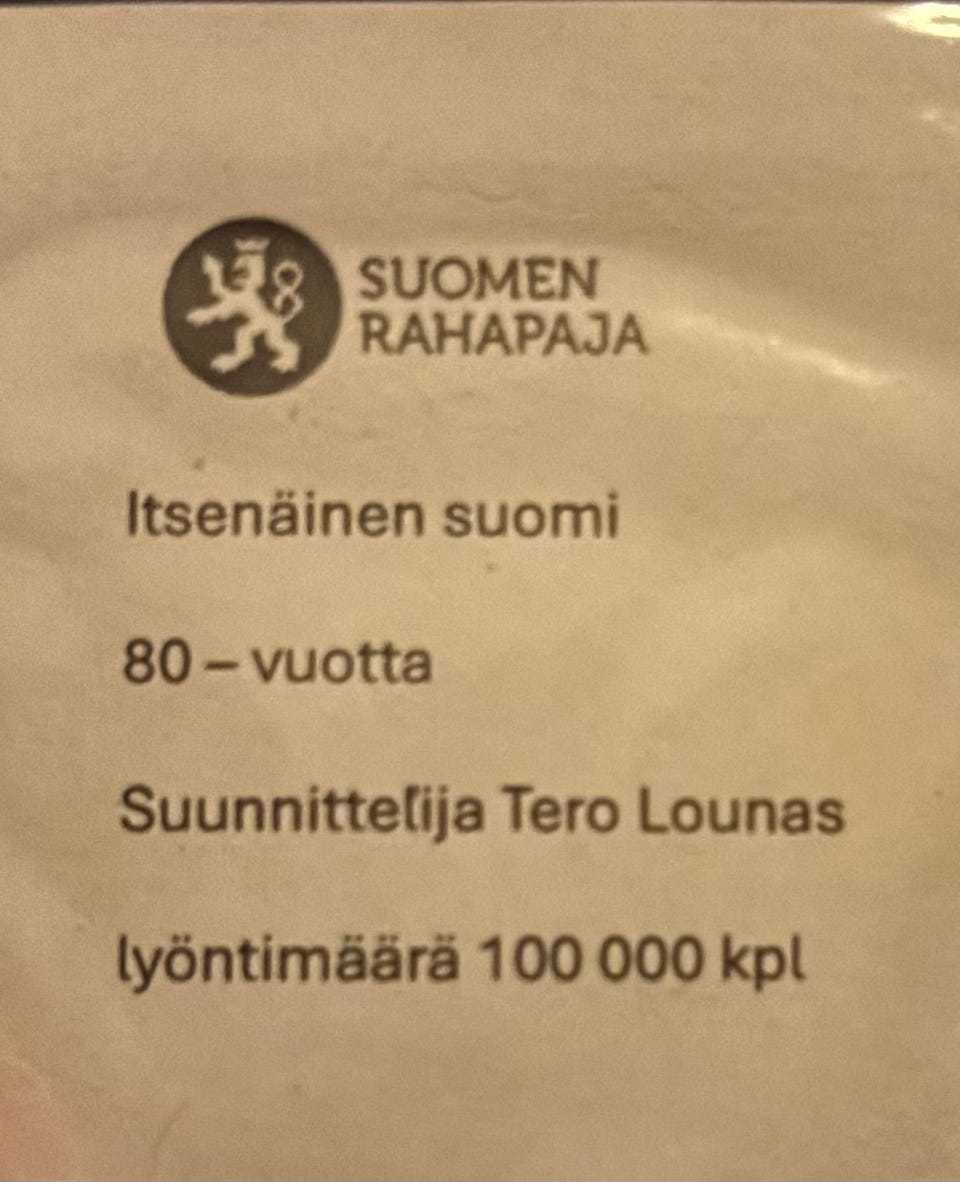 SUOMEN
RAHAPAJA
Itsenäinen suomi
80 – vuotta
Suunnittelija Tero Lounas
lyöntimäärä 100 000 kpl